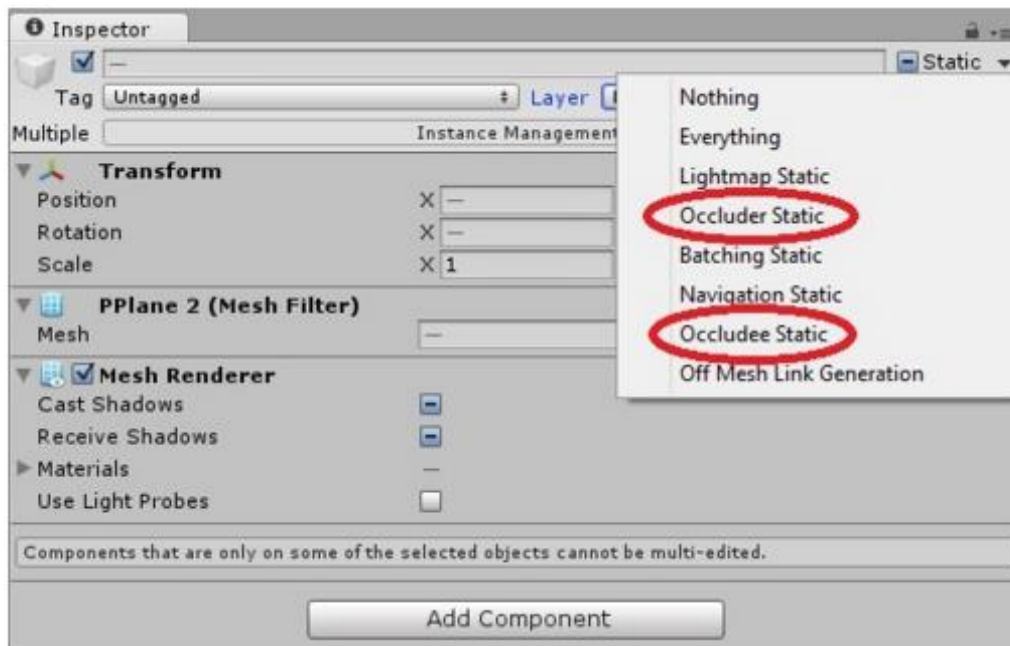 Inspector
— Static
Tag Untagged Layer
Nothing
Multiple Instance Management
Everything
Transform
Lightmap Static
Position X —
Occluder Static
Rotation X —
Batching Static
Scale X 1
Navigation Static
PPlane 2 (Mesh Filter)
Mesh —
Occludee Static
Mesh Renderer
Off Mesh Link Generation
Cast Shadows
Receive Shadows
Materials —
Use Light Probes
Components that are only on some of the selected objects cannot be multi-edited.
Add Component